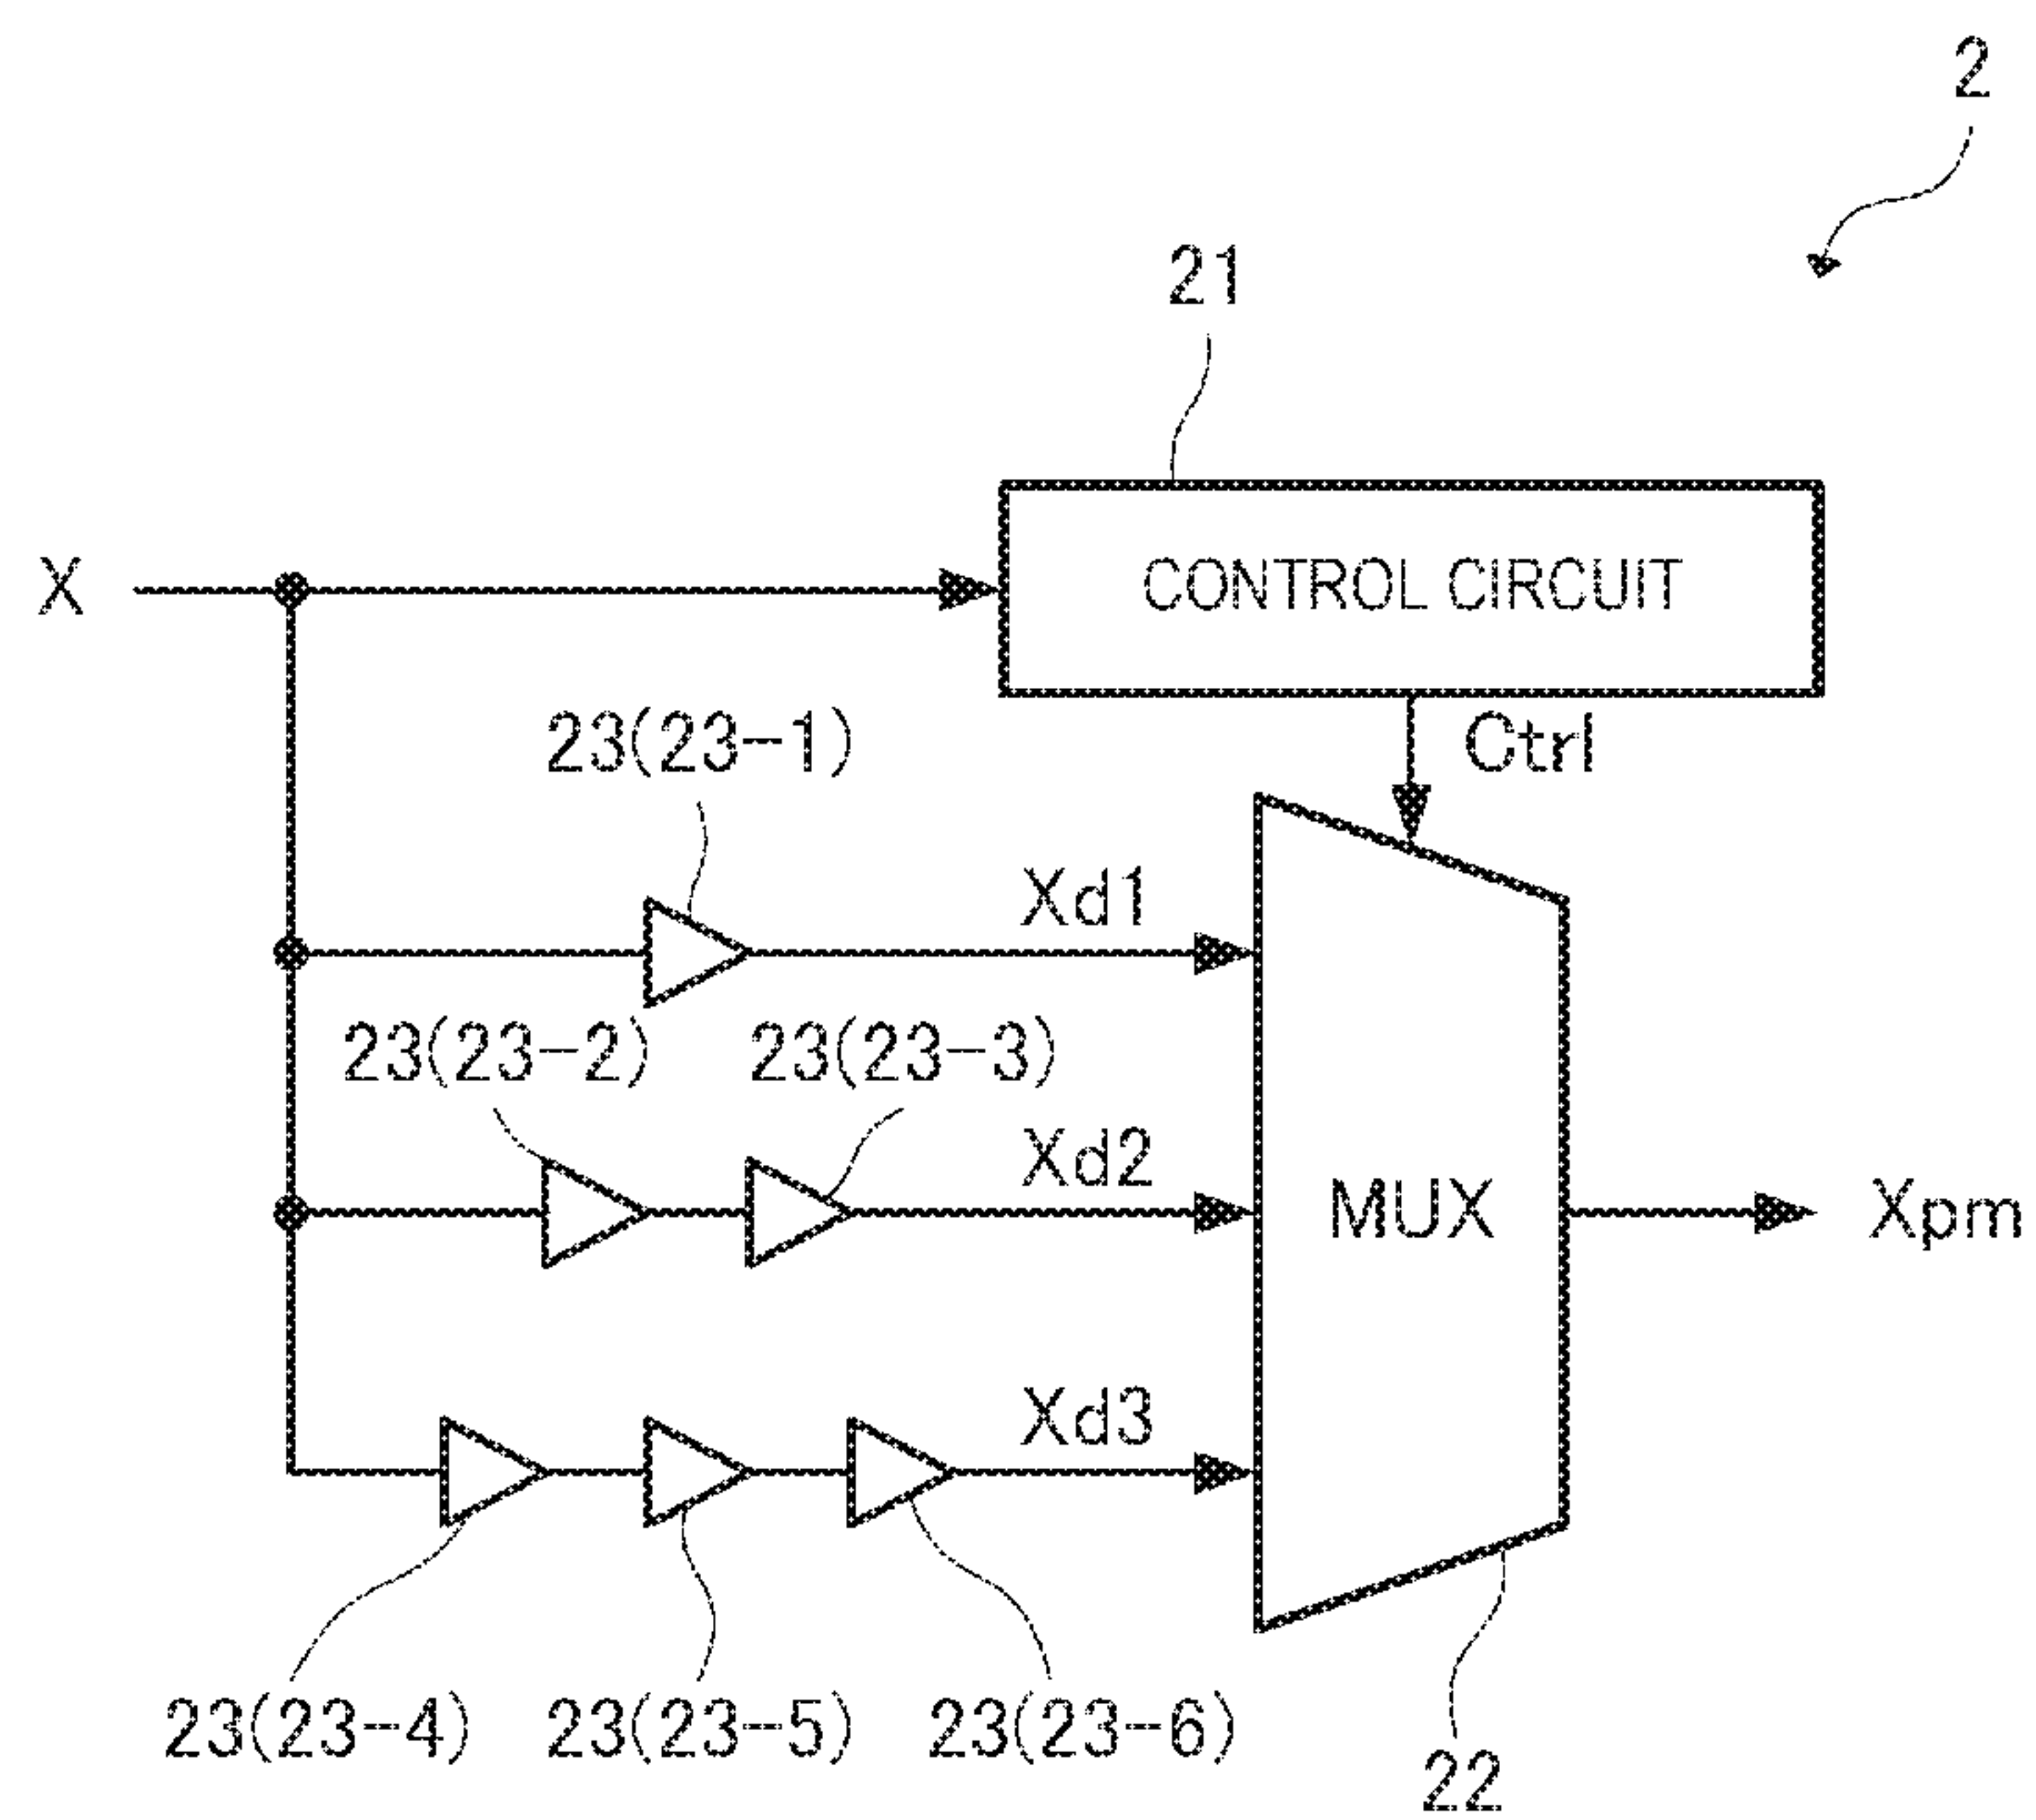 2
21
X
CONTROL CIRCUIT
23(23-1)
Ctrl
Xd1
23(23-2)
23(23-3)
Xd2
MUX
Xpm
Xd3
23(23-4)
23(23-5)
23(23-6)
22